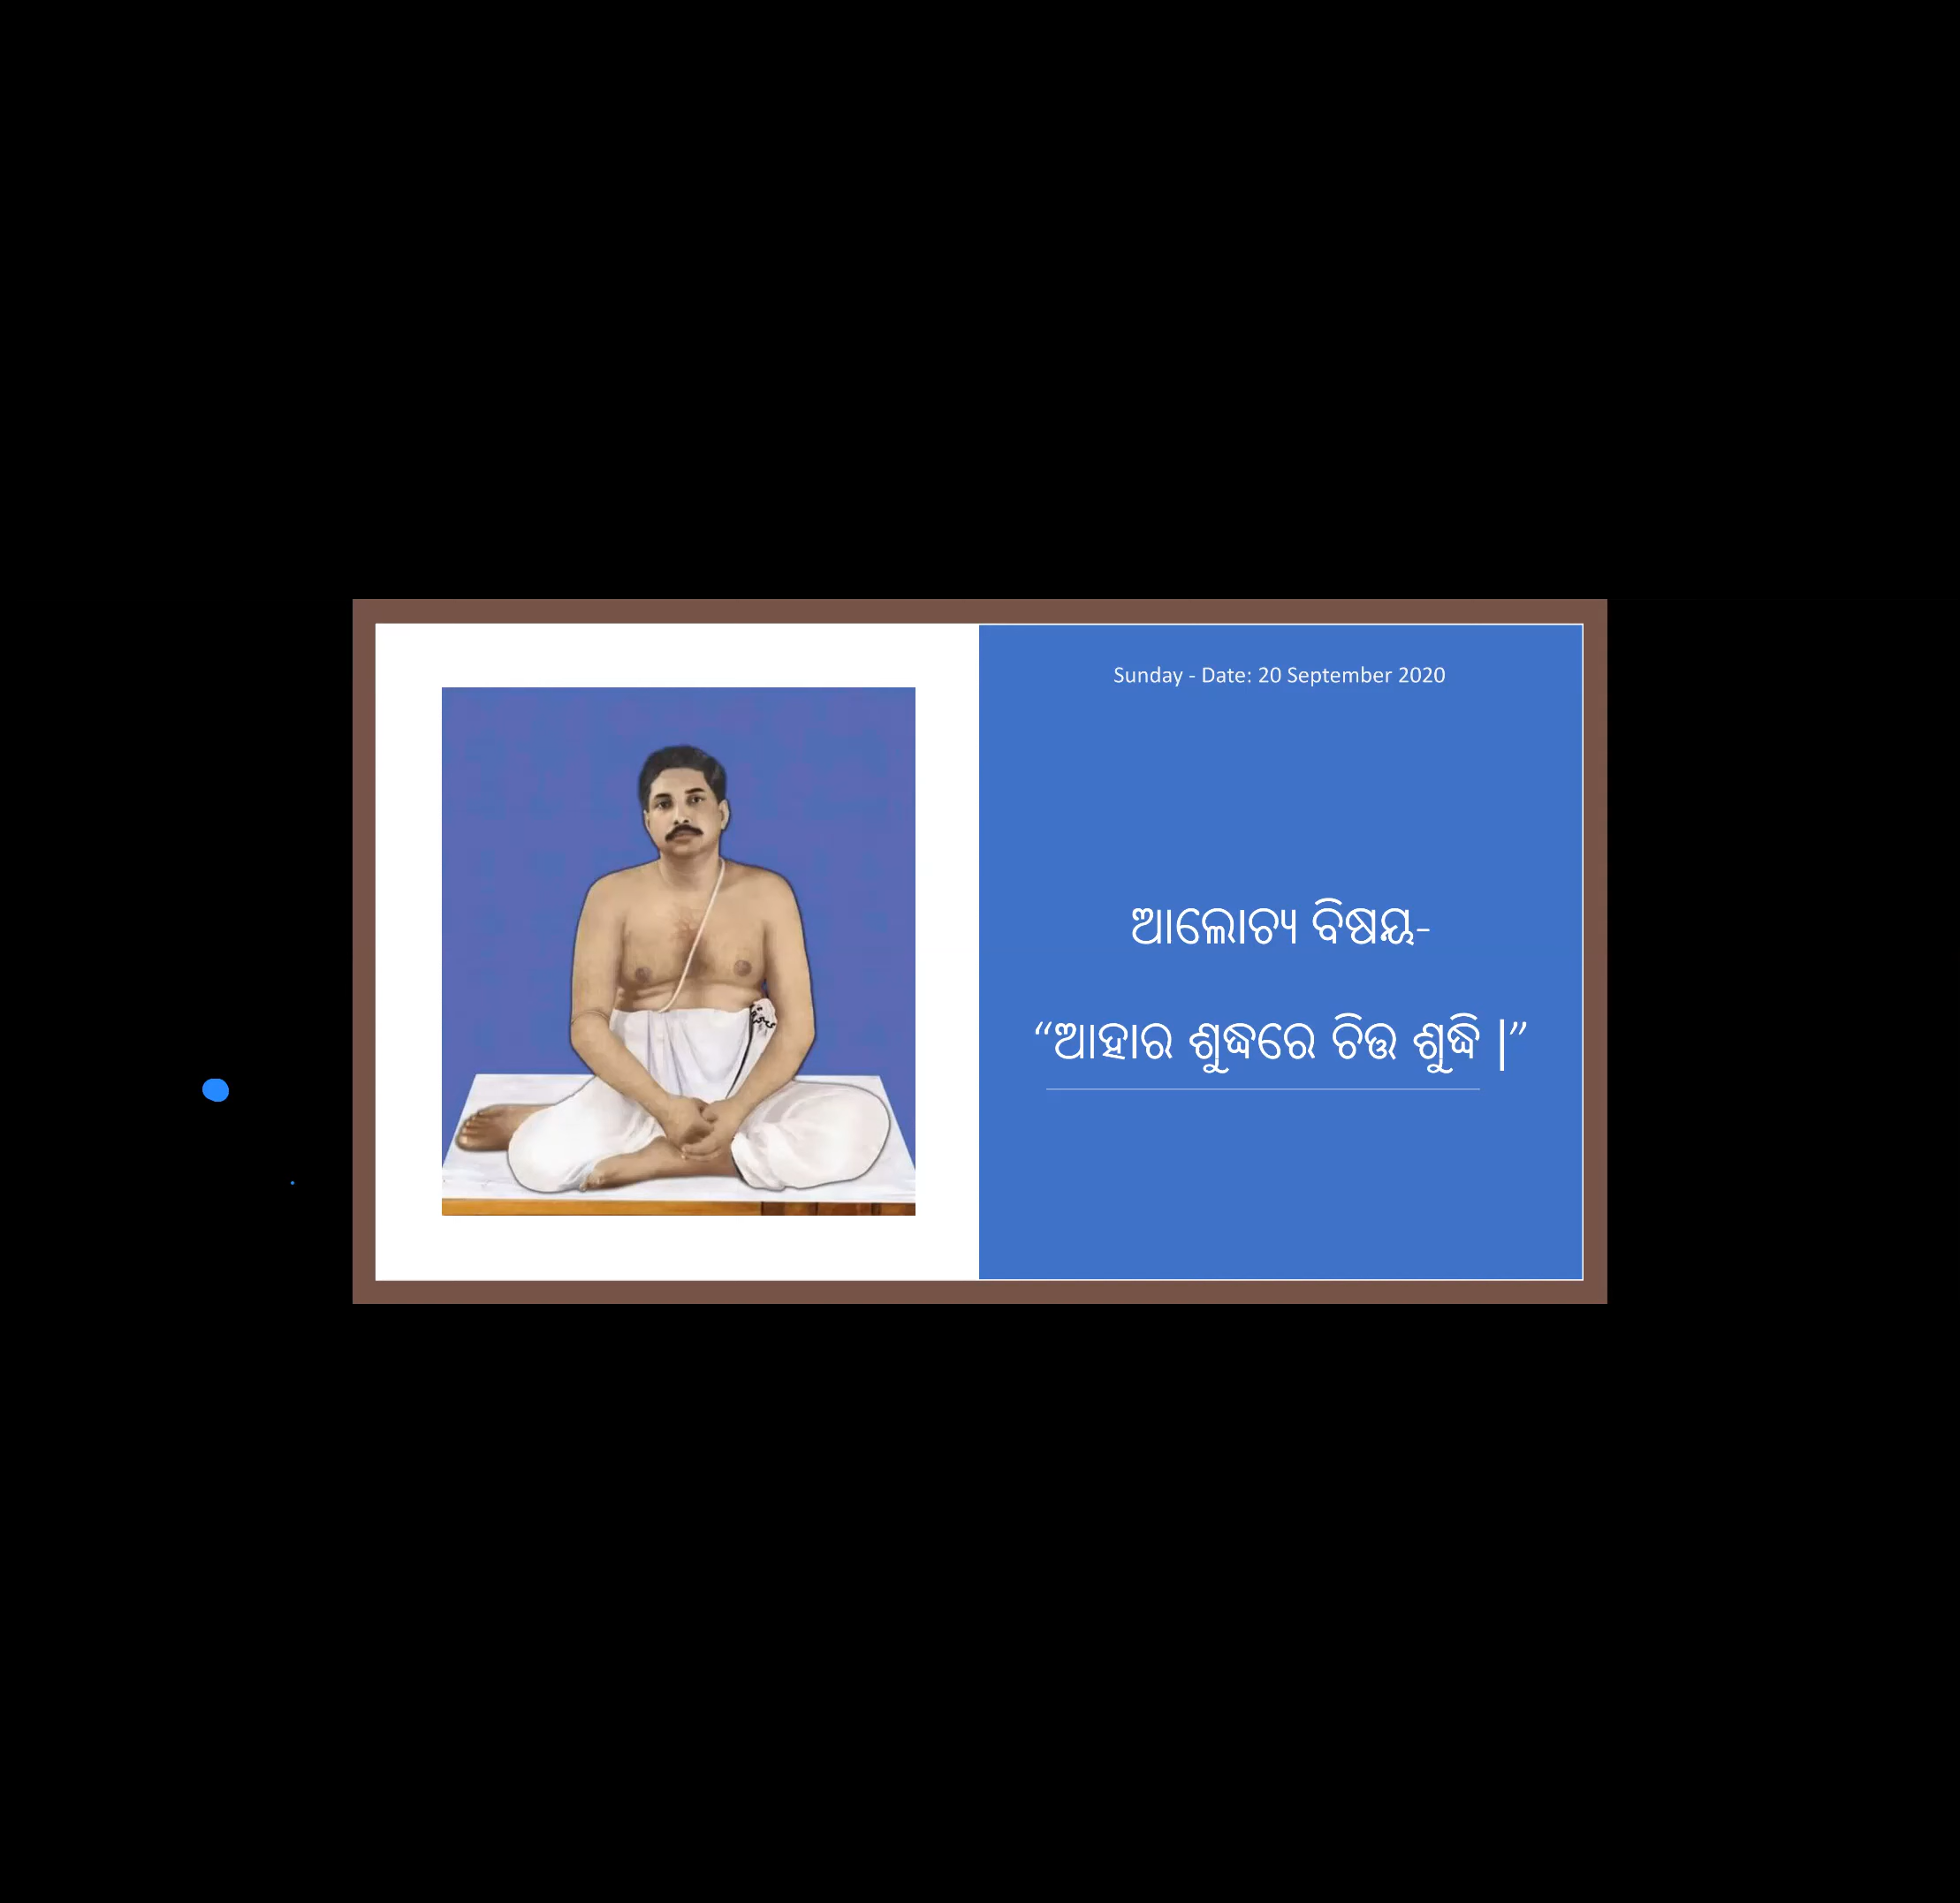 Sunday - Date: 20 September 2020
ଆଲୋଚ୍ୟ ବିଷୟ-
“ଆହାର ଶୁଦ୍ଧରେ ଚିତ୍ତ ଶୁଦ୍ଧି |”